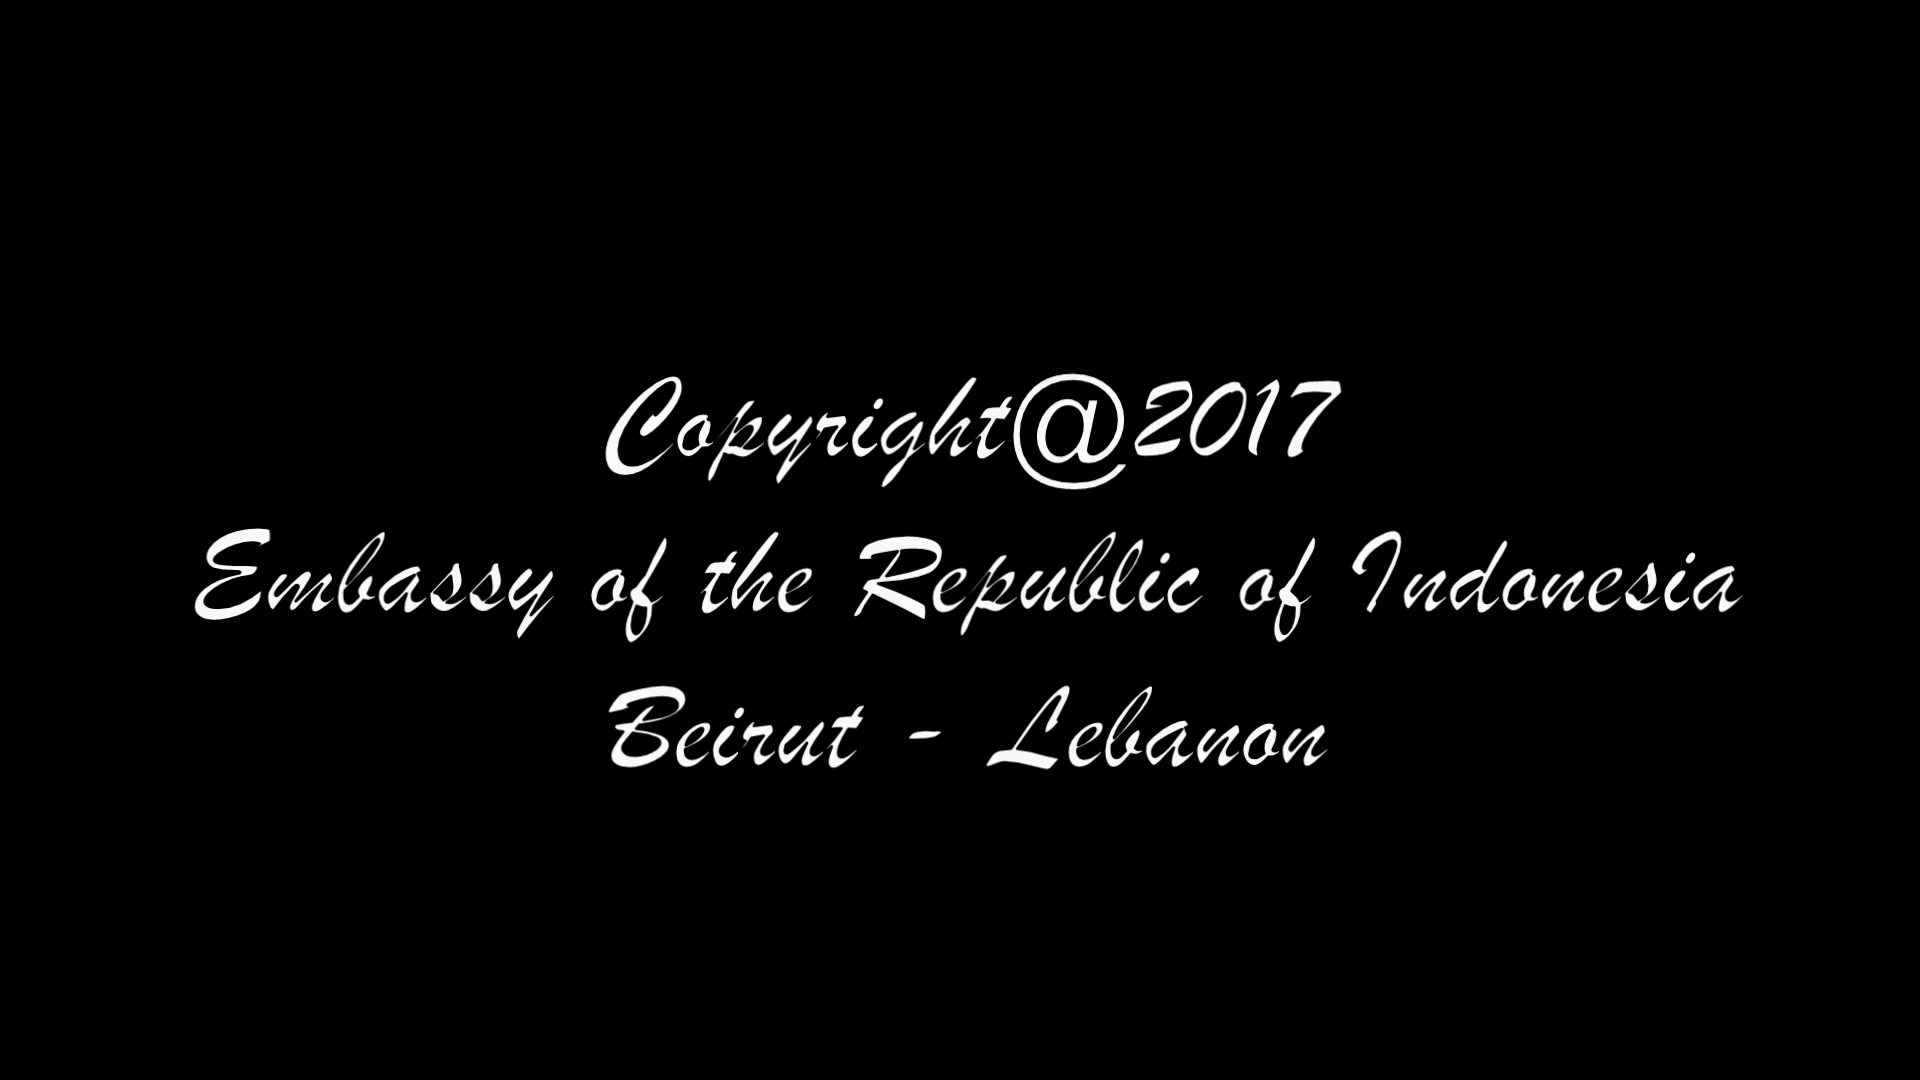 Copyright@2017
Embassy of the Republic of Indonesia
Beirut - Lebanon